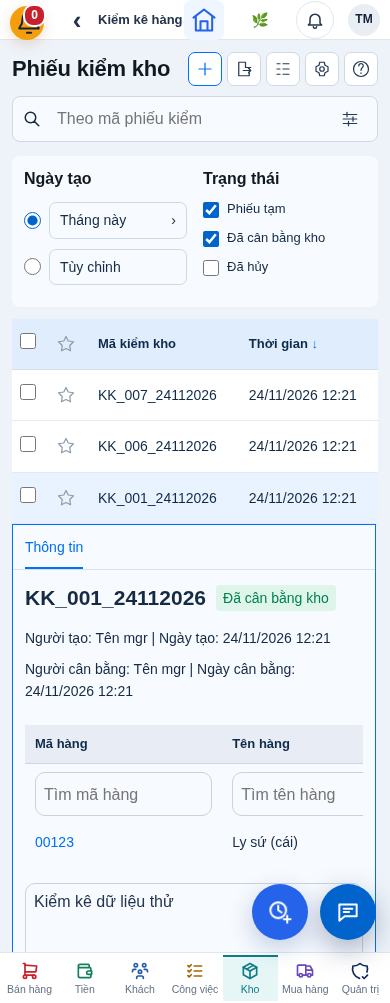 0
Kiểm kê hàng
TM
Phiếu kiểm kho
Theo mã phiếu kiểm
Ngày tạo
Trạng thái
Tháng này ›
Phiếu tạm
Đã cân bằng kho
Tùy chỉnh
Đã hủy
Mã kiểm kho Thời gian ↓
KK_007_24112026 24/11/2026 12:21
KK_006_24112026 24/11/2026 12:21
KK_001_24112026 24/11/2026 12:21
Thông tin
KK_001_24112026 Đã cân bằng kho
Người tạo: Tên mgr | Ngày tạo: 24/11/2026 12:21
Người cân bằng: Tên mgr | Ngày cân bằng:
24/11/2026 12:21
Mã hàng Tên hàng
Tìm mã hàng Tìm tên hàng
00123 Ly sứ (cái)
Kiểm kê dữ liệu thử
Bán hàng Tiền Khách Công việc Kho Mua hàng Quản trị